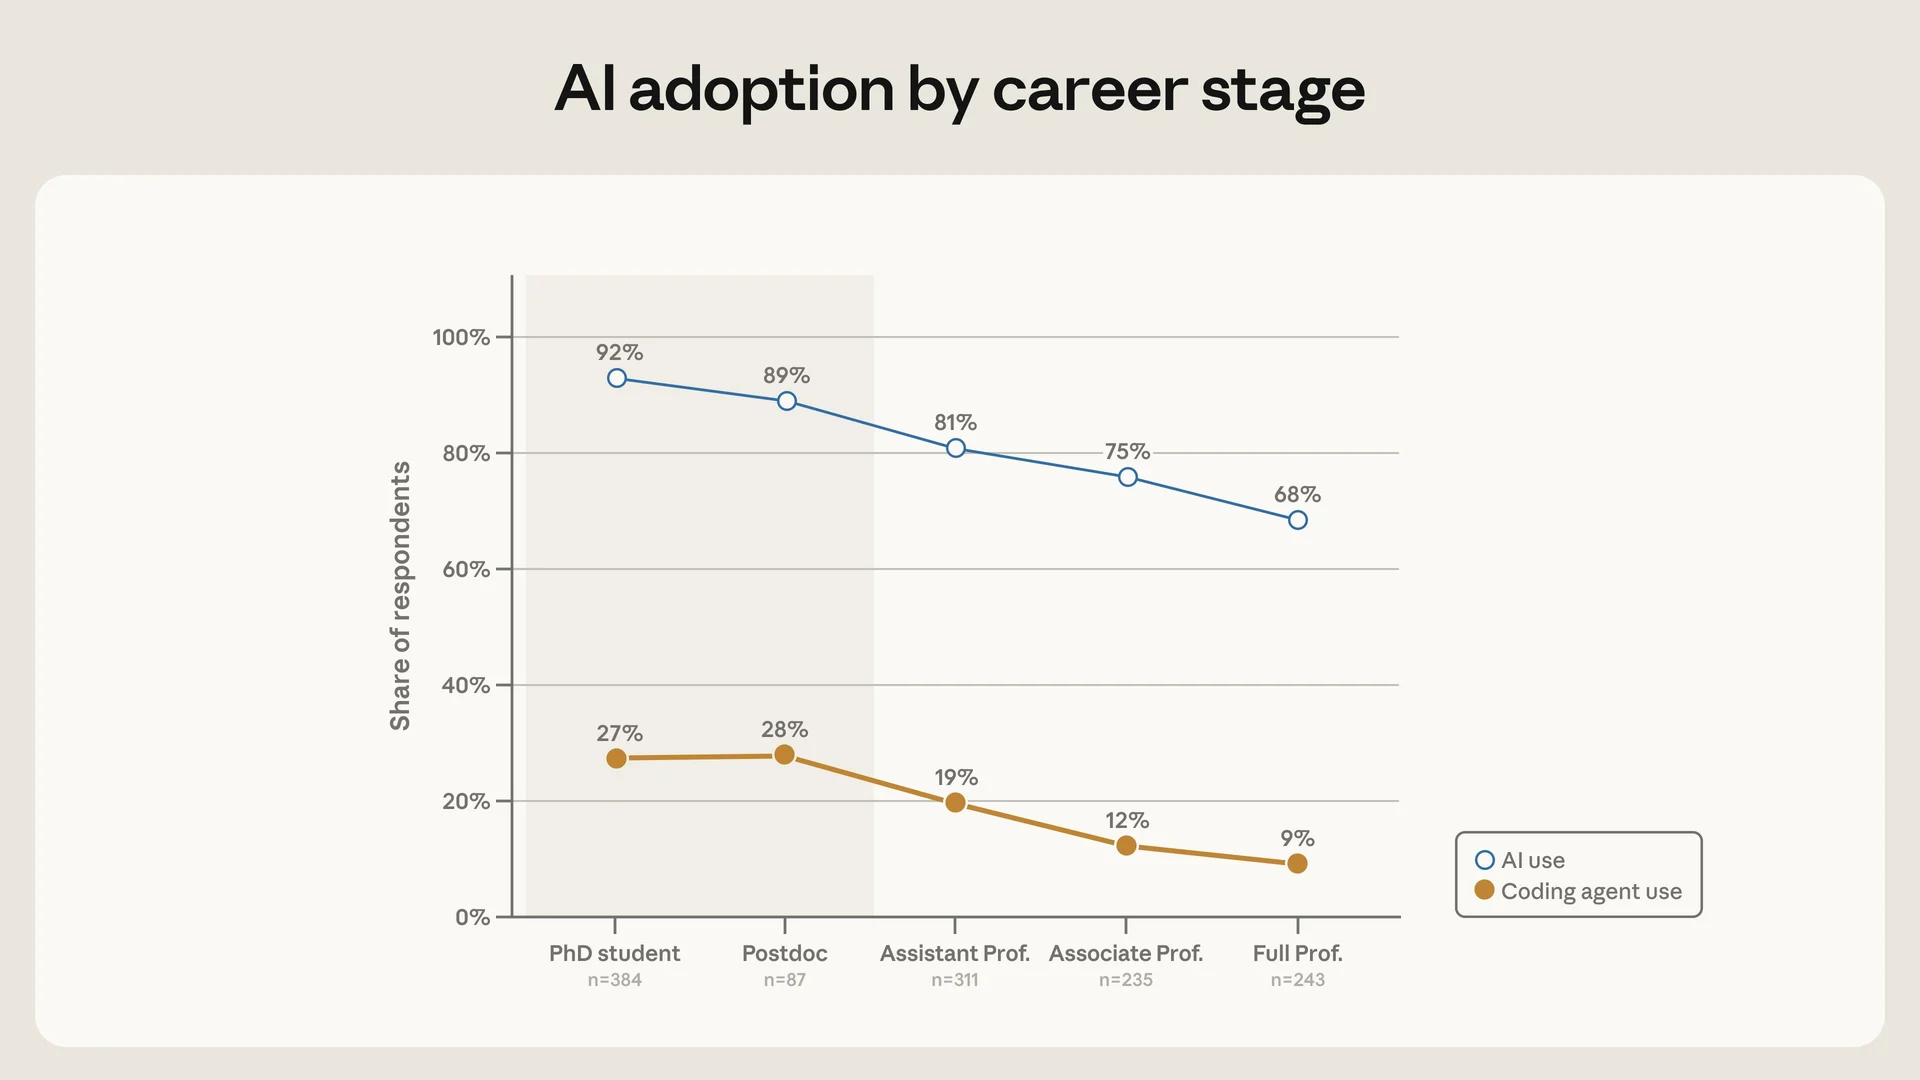 AI adoption by career stage
Share of respondents
100%
80%
60%
40%
20%
0%
92%
89%
81%
75%
68%
27%
28%
19%
12%
9%
PhD student
n=384
Postdoc
n=87
Assistant Prof.
n=311
Associate Prof.
n=235
Full Prof.
n=243
AI use
Coding agent use